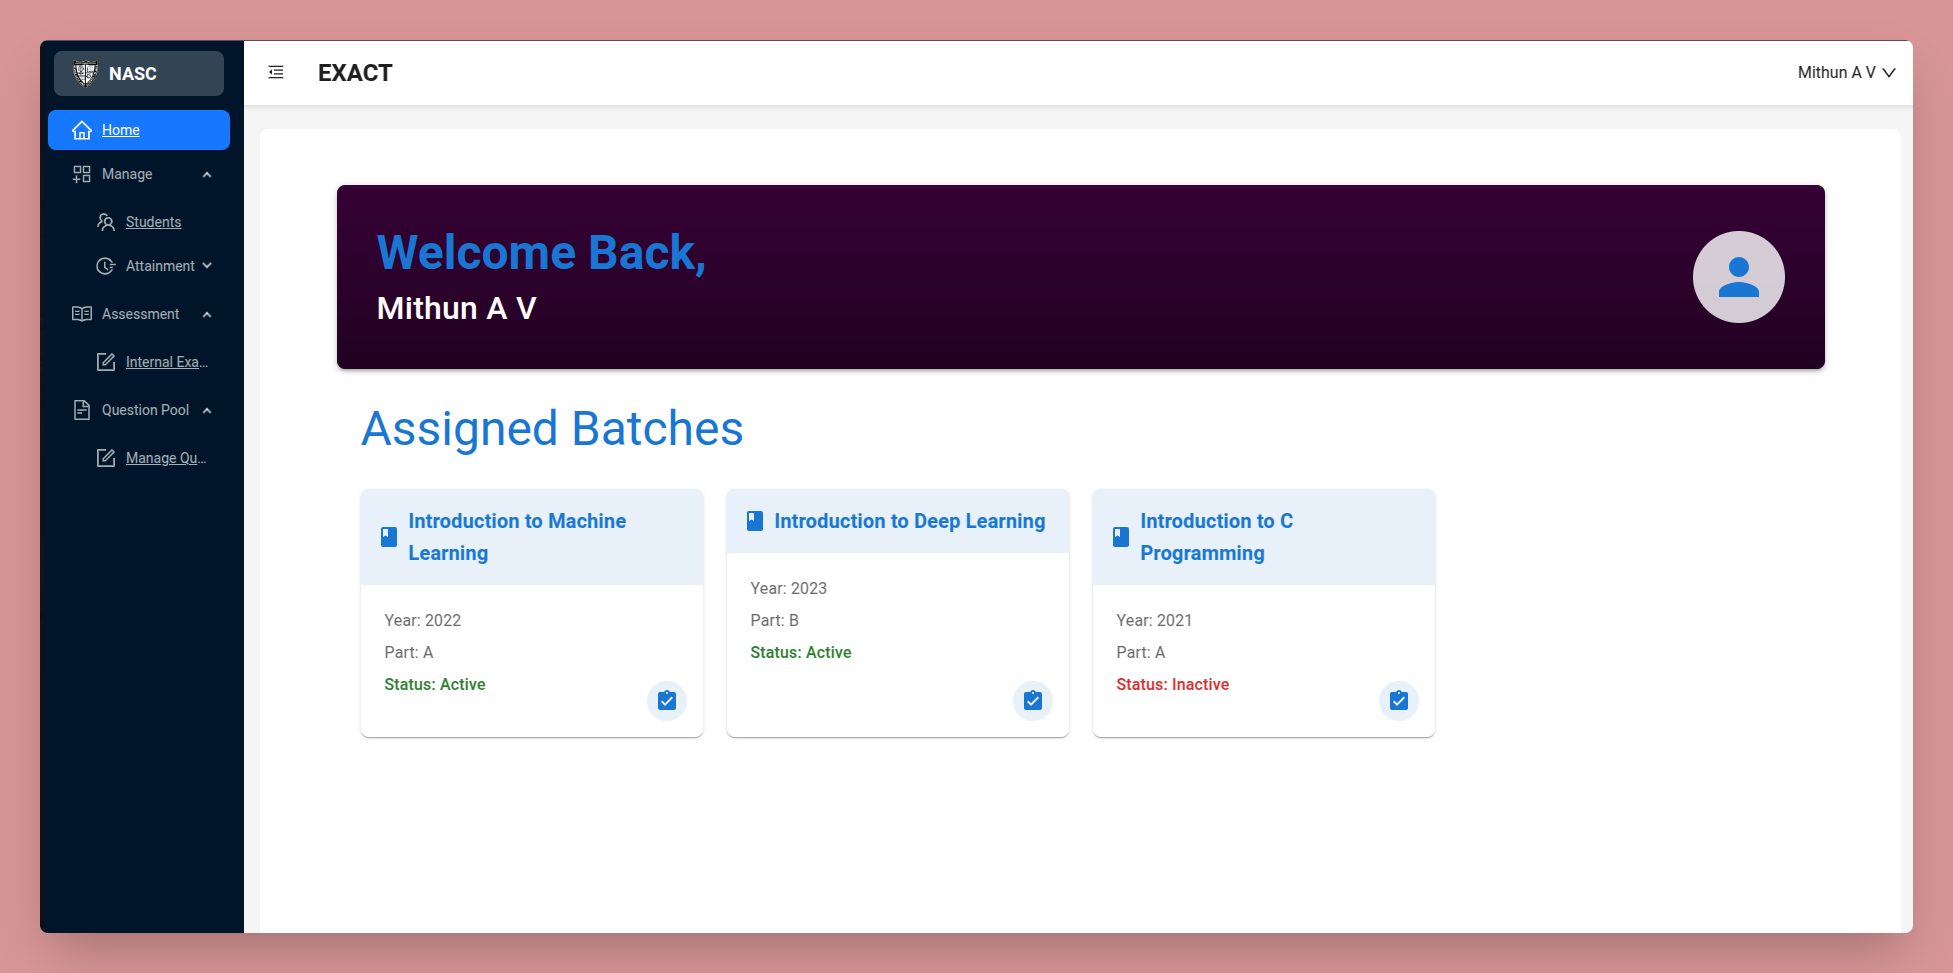 NASC
EXACT
Mithun A V
Home
Manage
Students
Attainment
Assessment
Internal Exa...
Question Pool
Manage Qu...
Welcome Back,
Mithun A V
Assigned Batches
Introduction to Machine
Learning
Year: 2022
Part: A
Status: Active
Introduction to Deep Learning
Year: 2023
Part: B
Status: Active
Introduction to C
Programming
Year: 2021
Part: A
Status: Inactive